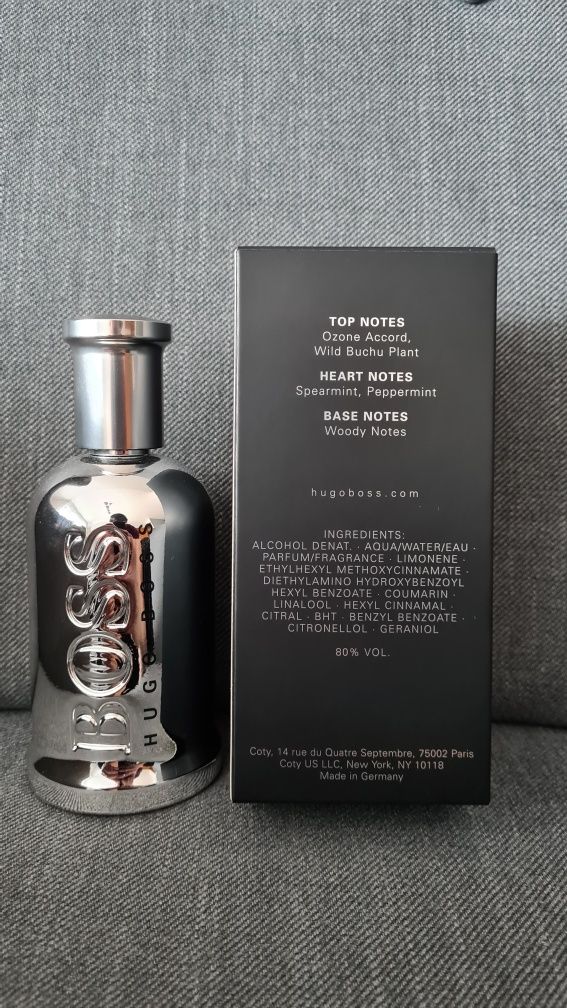 BOSS
HUGO BOSS
TOP NOTES
Ozone Accord,
Wild Buchu Plant
HEART NOTES
Spearmint, Peppermint
BASE NOTES
Woody Notes
hugoboss.com
INGREDIENTS:
ALCOHOL DENAT. · AQUA/WATER/EAU ·
PARFUM/FRAGRANCE · LIMONENE ·
ETHYLHEXYL METHOXYCINNAMATE ·
DIETHYLAMINO HYDROXYBENZOYL
HEXYL BENZOATE · COUMARIN ·
LINALOOL · HEXYL CINNAMAL ·
CITRAL · BHT · BENZYL BENZOATE ·
CITRONELLOL · GERANIOL
80% VOL.
Coty, 14 rue du Quatre Septembre, 75002 Paris
Coty US LLC, New York, NY 10118
Made in Germany